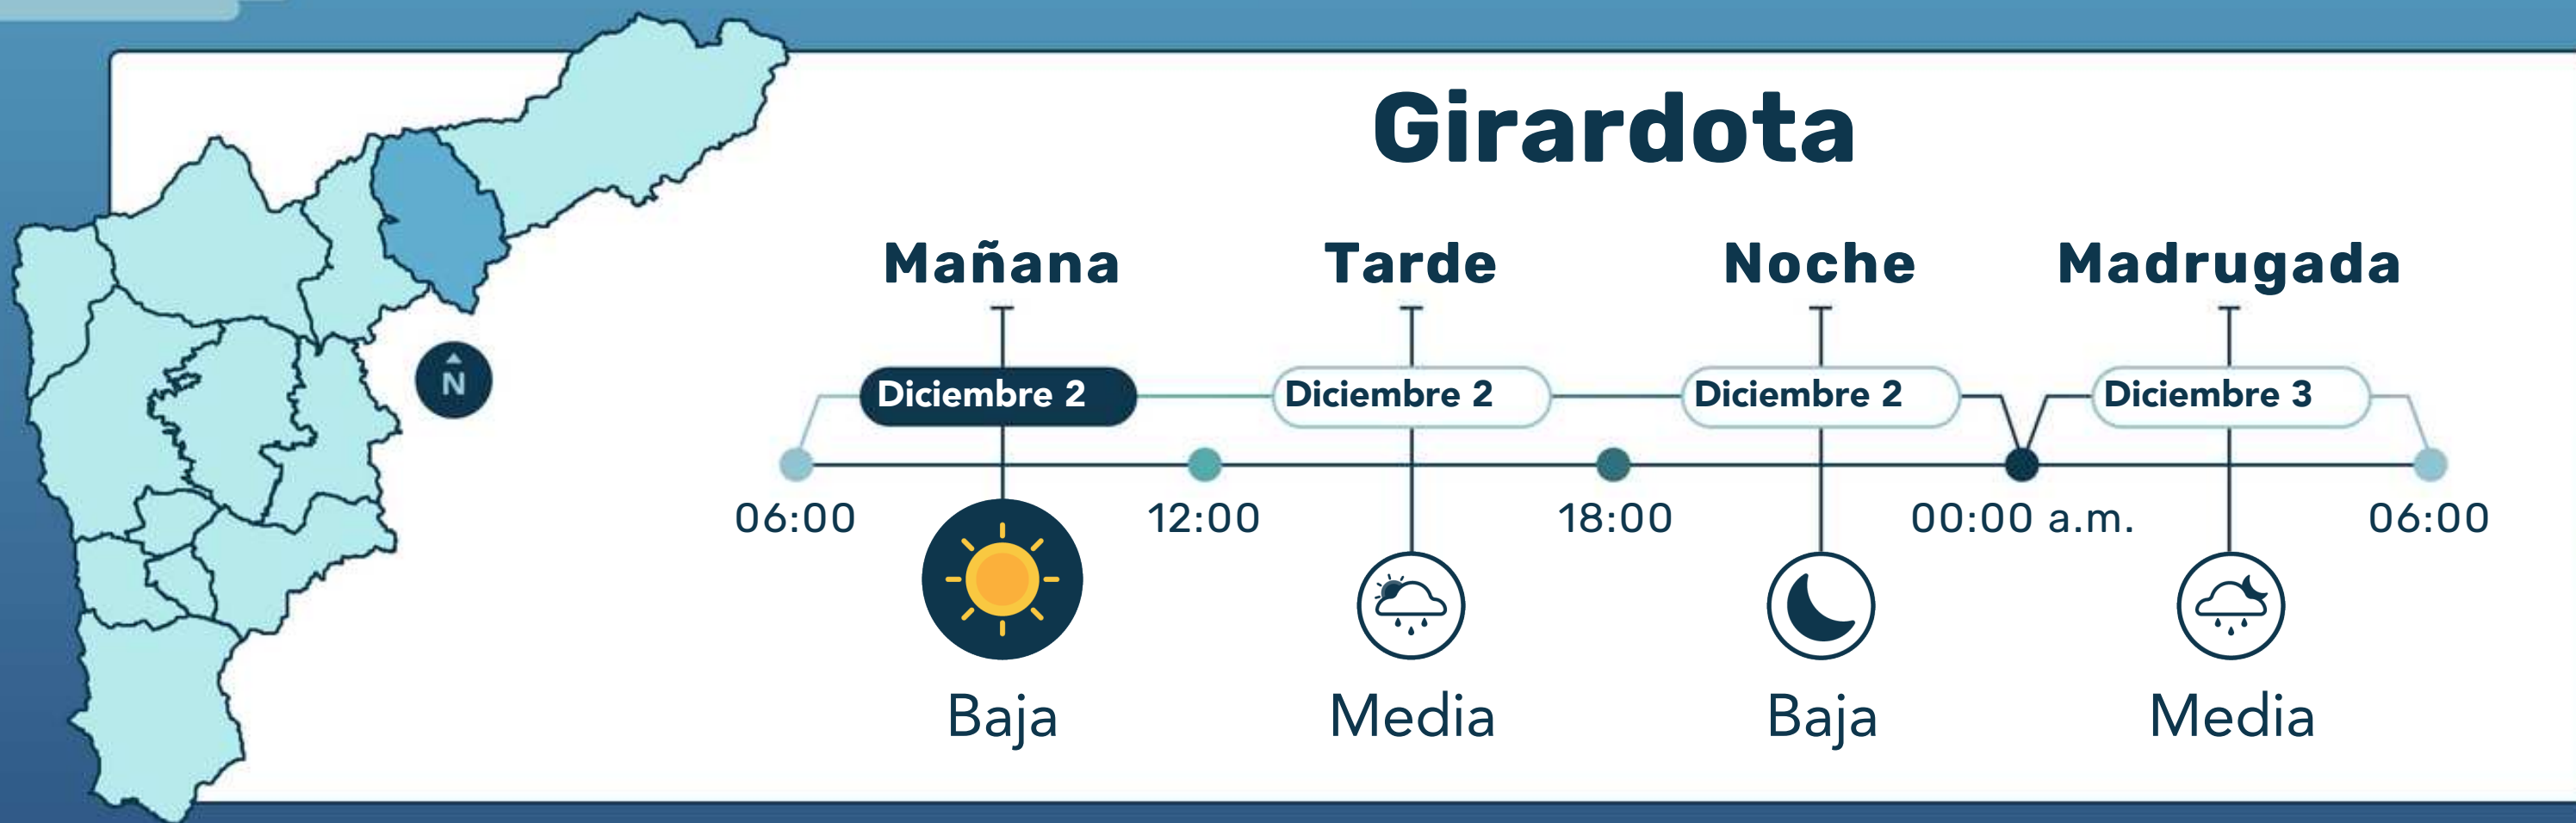 Girardota
Mañana
Tarde
Noche
Madrugada
Diciembre 2
Diciembre 2
Diciembre 2
Diciembre 3
N
06:00
12:00
18:00
00:00 a.m.
06:00
Baja
Media
Baja
Media